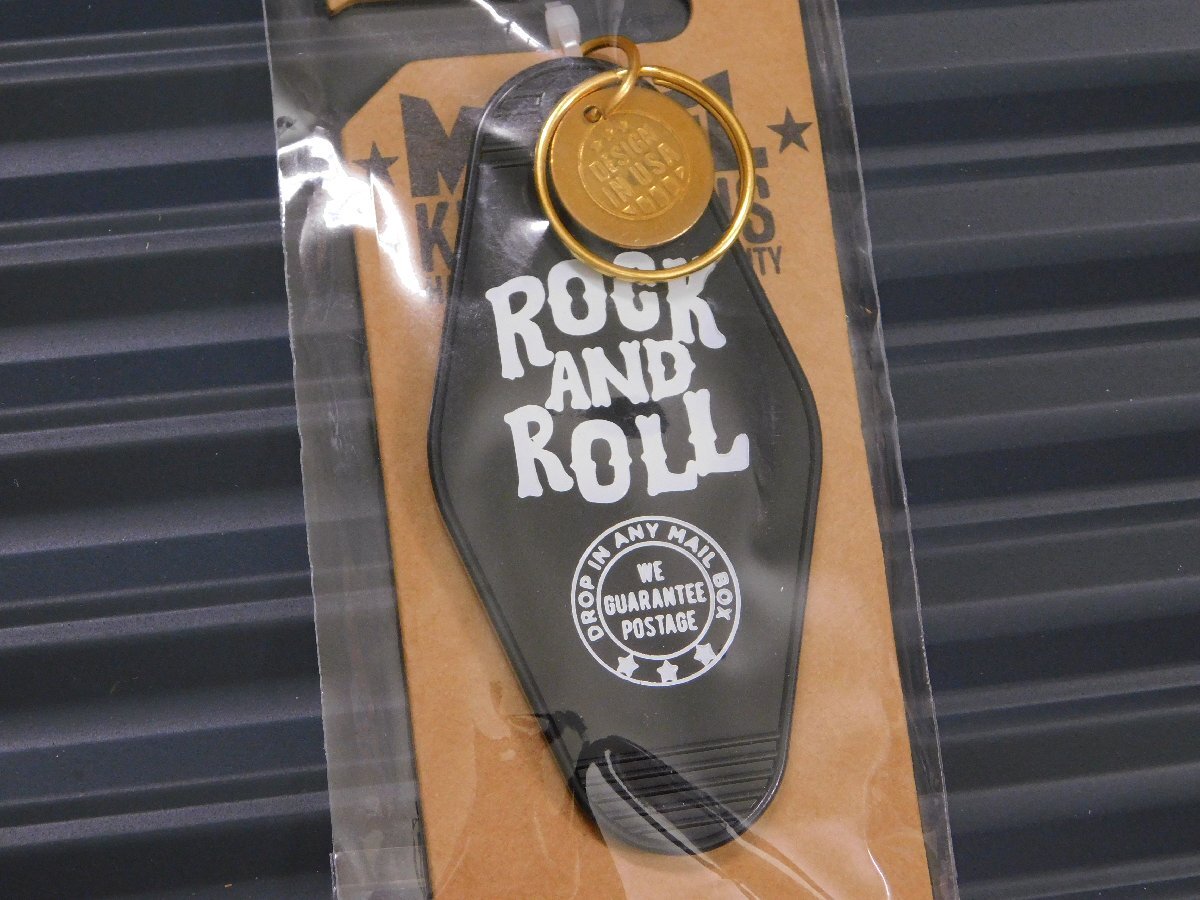 DESIGN
IN USA
ROCK
AND
ROLL
DROP IN ANY MAIL BOX
WE
GUARANTEE
POSTAGE